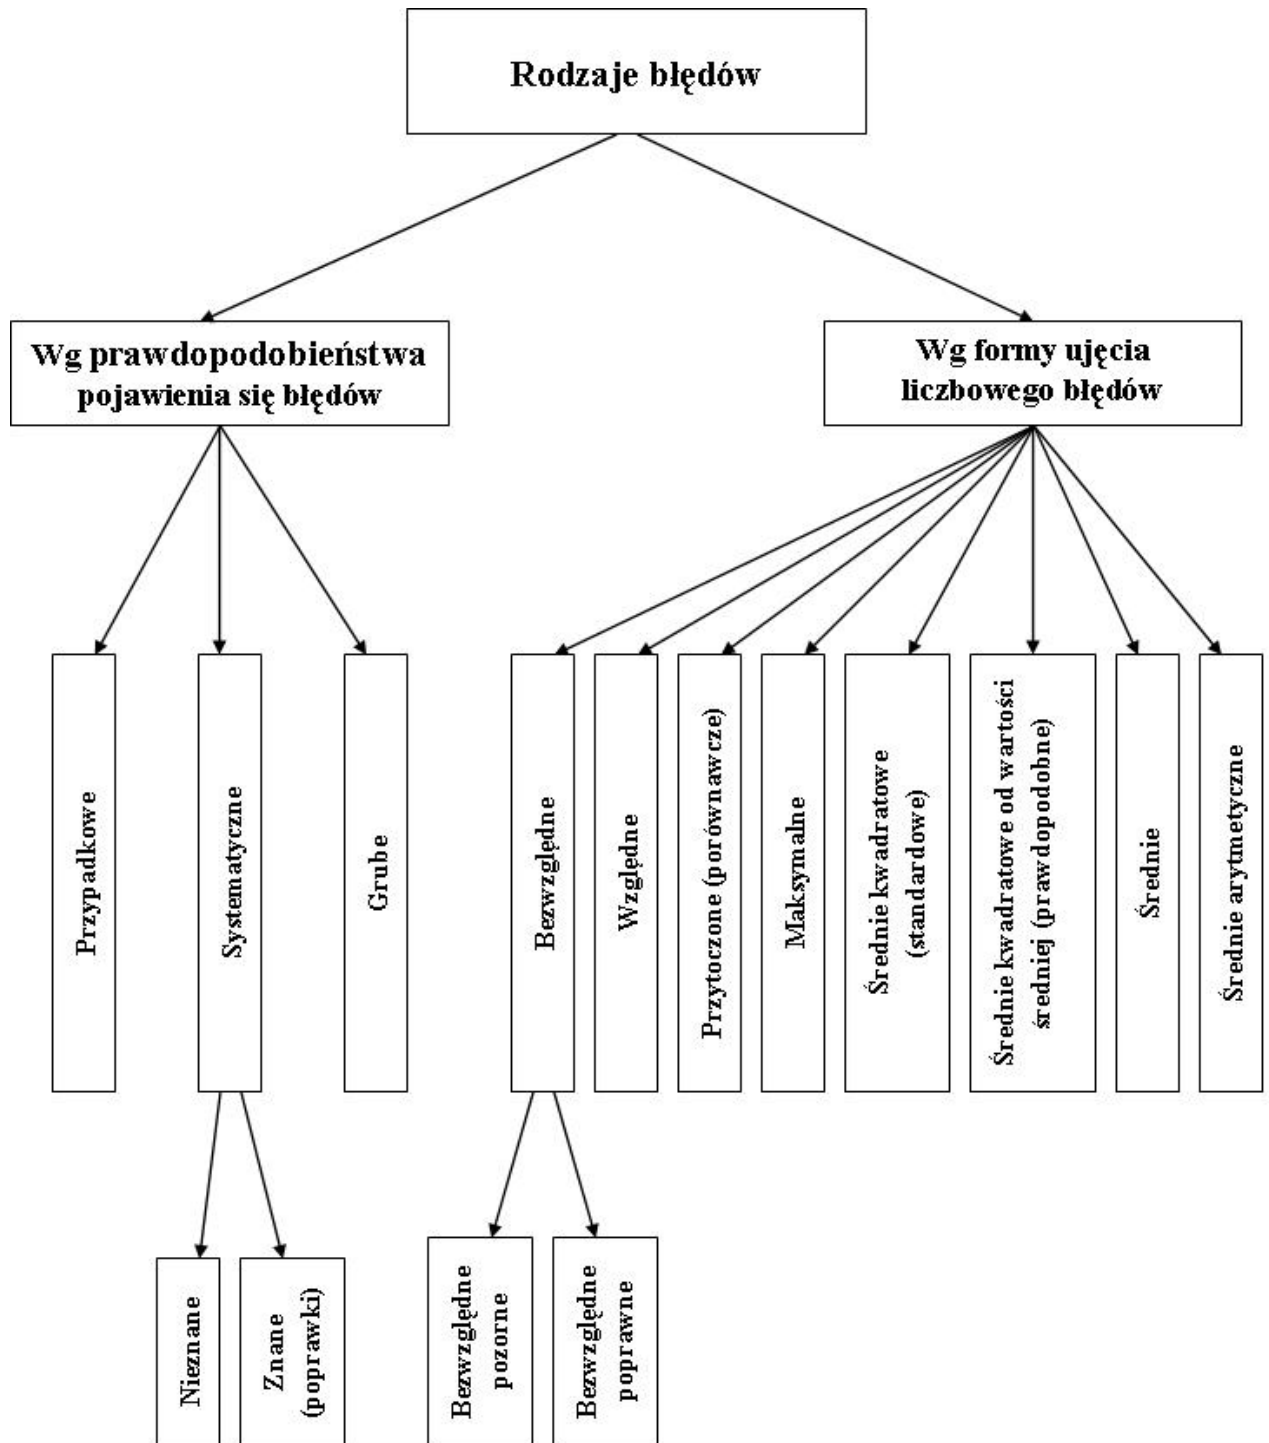 Rodzaje błędów
Wg prawdopodobieństwa
pojawienia się błędów
Wg formy ujęcia
liczbowego błędów
Przypadkowe
Systematyczne
Grube
Bezwzględne
Względne
Przytoczone (porównawcze)
Maksymalne
Średnie kwadratowe
(standardowe)
Średnie kwadratowe od wartości
średniej (prawdopodobne)
Średnie
Średnie arytmetyczne
Nieznane
Znane
(poprawki)
Bezwzględne
pozorne
Bezwzględne
poprawne